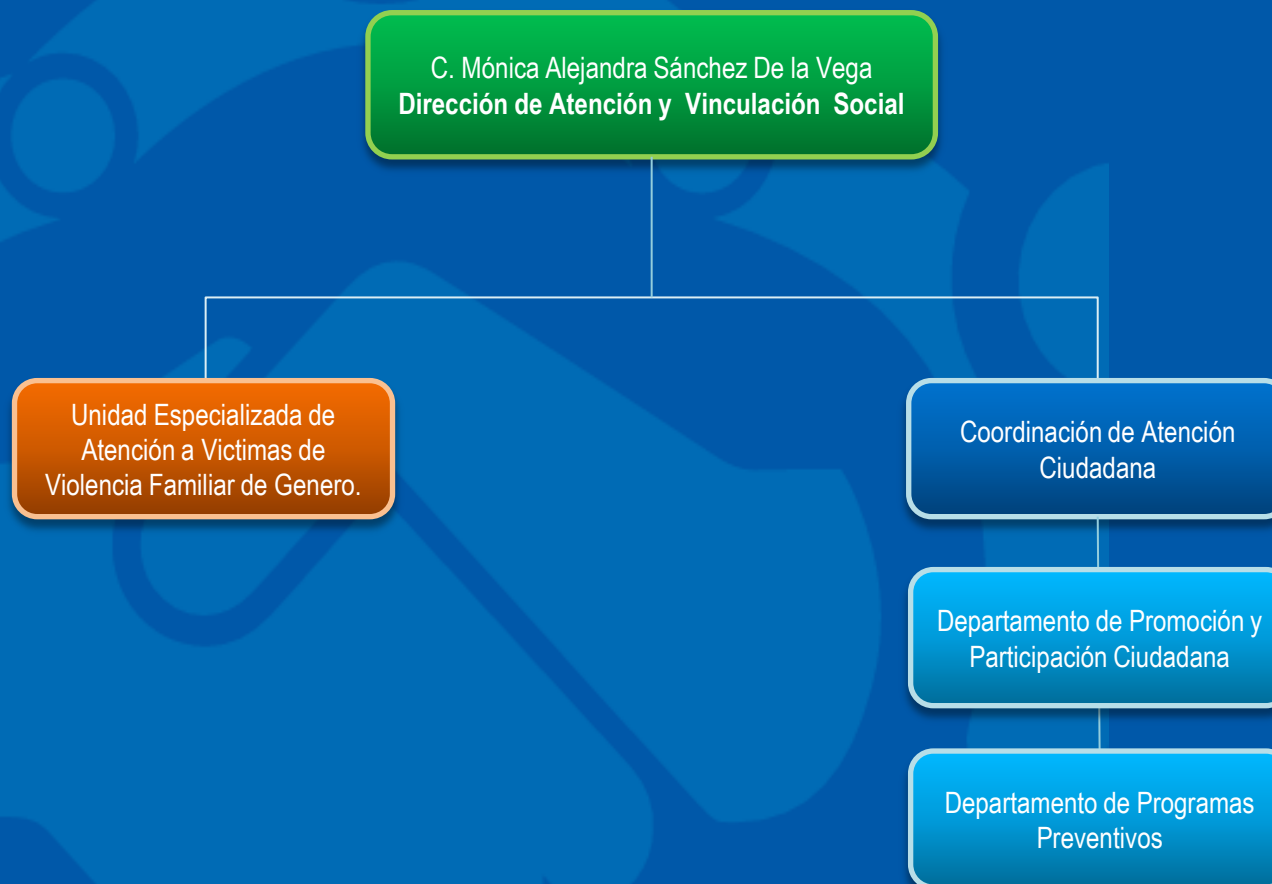 C. Mónica Alejandra Sánchez De la Vega
Dirección de Atención y Vinculación Social
Unidad Especializada de
Atención a Victimas de
Violencia Familiar de Genero.
Coordinación de Atención
Ciudadana
Departamento de Promoción y
Participación Ciudadana
Departamento de Programas
Preventivos